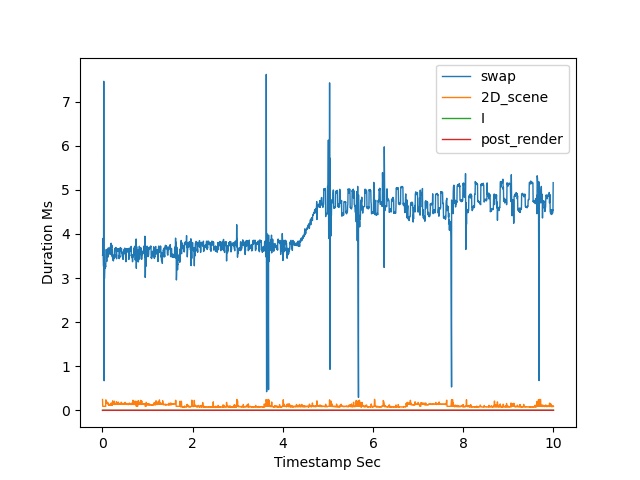 swap
2D_scene
I
post_render
7
6
5
4
3
2
1
0
Duration Ms
0 2 4 6 8 10
Timestamp Sec